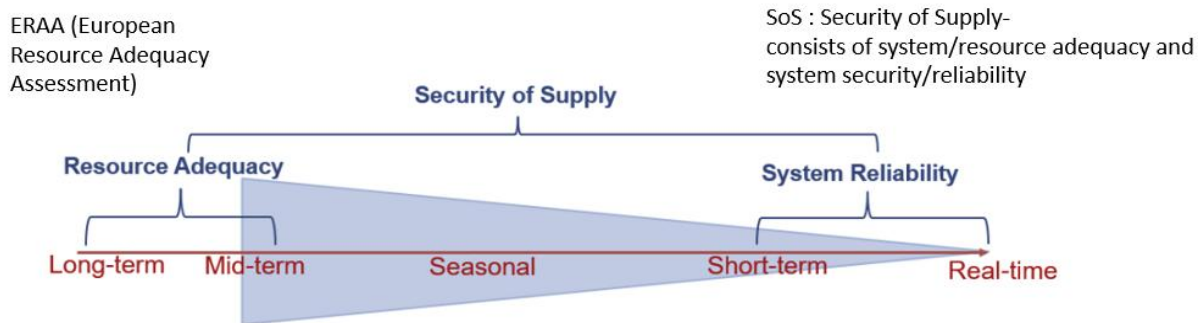 ERAA (European
Resource Adequacy
Assessment)
SoS : Security of Supply-
consists of system/resource adequacy and
system security/reliability
Security of Supply
Resource Adequacy
System Reliability
Long-term
Mid-term
Seasonal
Short-term
Real-time